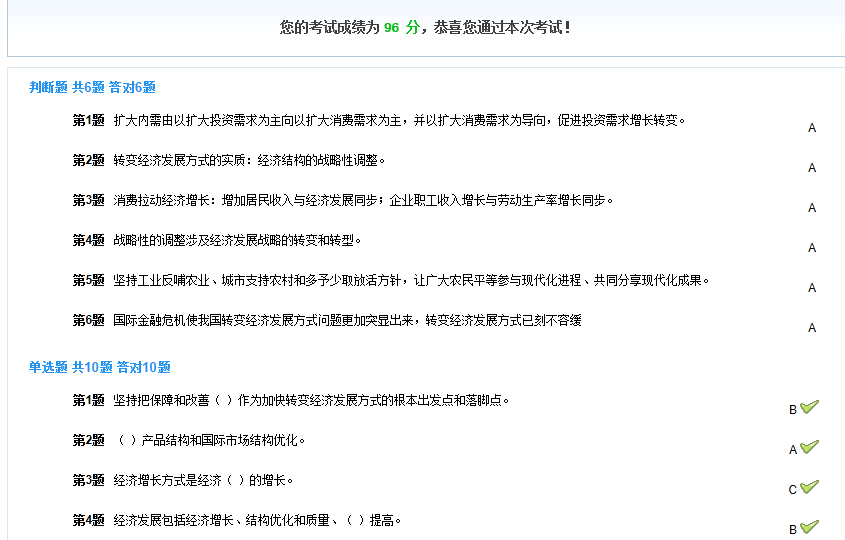 您的考试成绩为 96 分，恭喜您通过本次考试！
判断题 共6题 答对6题
第1题 扩大内需由以扩大投资需求为主向以扩大消费需求为主，并以扩大消费需求为导向，促进投资需求增长转变。 A
第2题 转变经济发展方式的实质：经济结构的战略性调整。 A
第3题 消费拉动经济增长：增加居民收入与经济发展同步；企业职工收入增长与劳动生产率增长同步。 A
第4题 战略性的调整涉及经济发展战略的转变和转型。 A
第5题 坚持工业反哺农业、城市支持农村和多予少取放活方针，让广大农民平等参与现代化进程、共同分享现代化成果。 A
第6题 国际金融危机使我国转变经济发展方式问题更加突显出来，转变经济发展方式已刻不容缓 A
单选题 共10题 答对10题
第1题 坚持把保障和改善（ ）作为加快转变经济发展方式的根本出发点和落脚点。 B
第2题 （ ）产品结构和国际市场结构优化。 A
第3题 经济增长方式是经济（ ）的增长。 C
第4题 经济发展包括经济增长、结构优化和质量、（ ）提高。 B